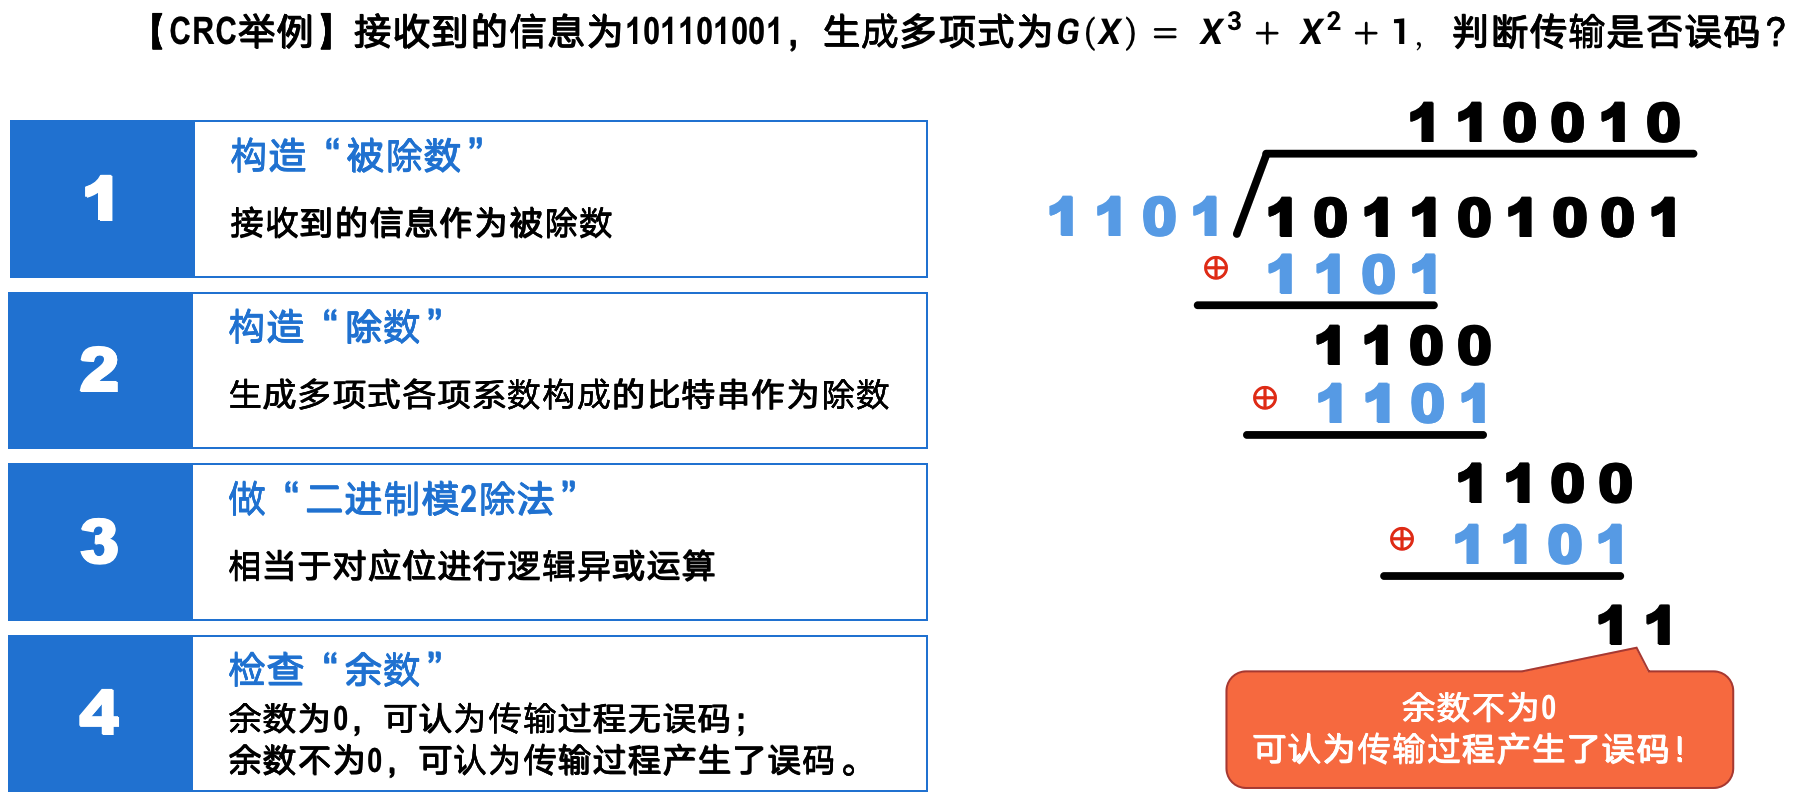 【CRC举例】接收到的信息为101101001，生成多项式为G(X) = X³ + X² + 1，判断传输是否误码？
1
构造“被除数”
接收到的信息作为被除数
2
构造“除数”
生成多项式各项系数构成的比特串作为除数
3
做“二进制模2除法”
相当于对应位进行逻辑异或运算
4
检查“余数”
余数为0，可认为传输过程无误码；
余数不为0，可认为传输过程产生了误码。
110010
1101 101101001
⊕ 1101
1100
⊕ 1101
1100
⊕ 1101
11
余数不为0
可认为传输过程产生了误码！